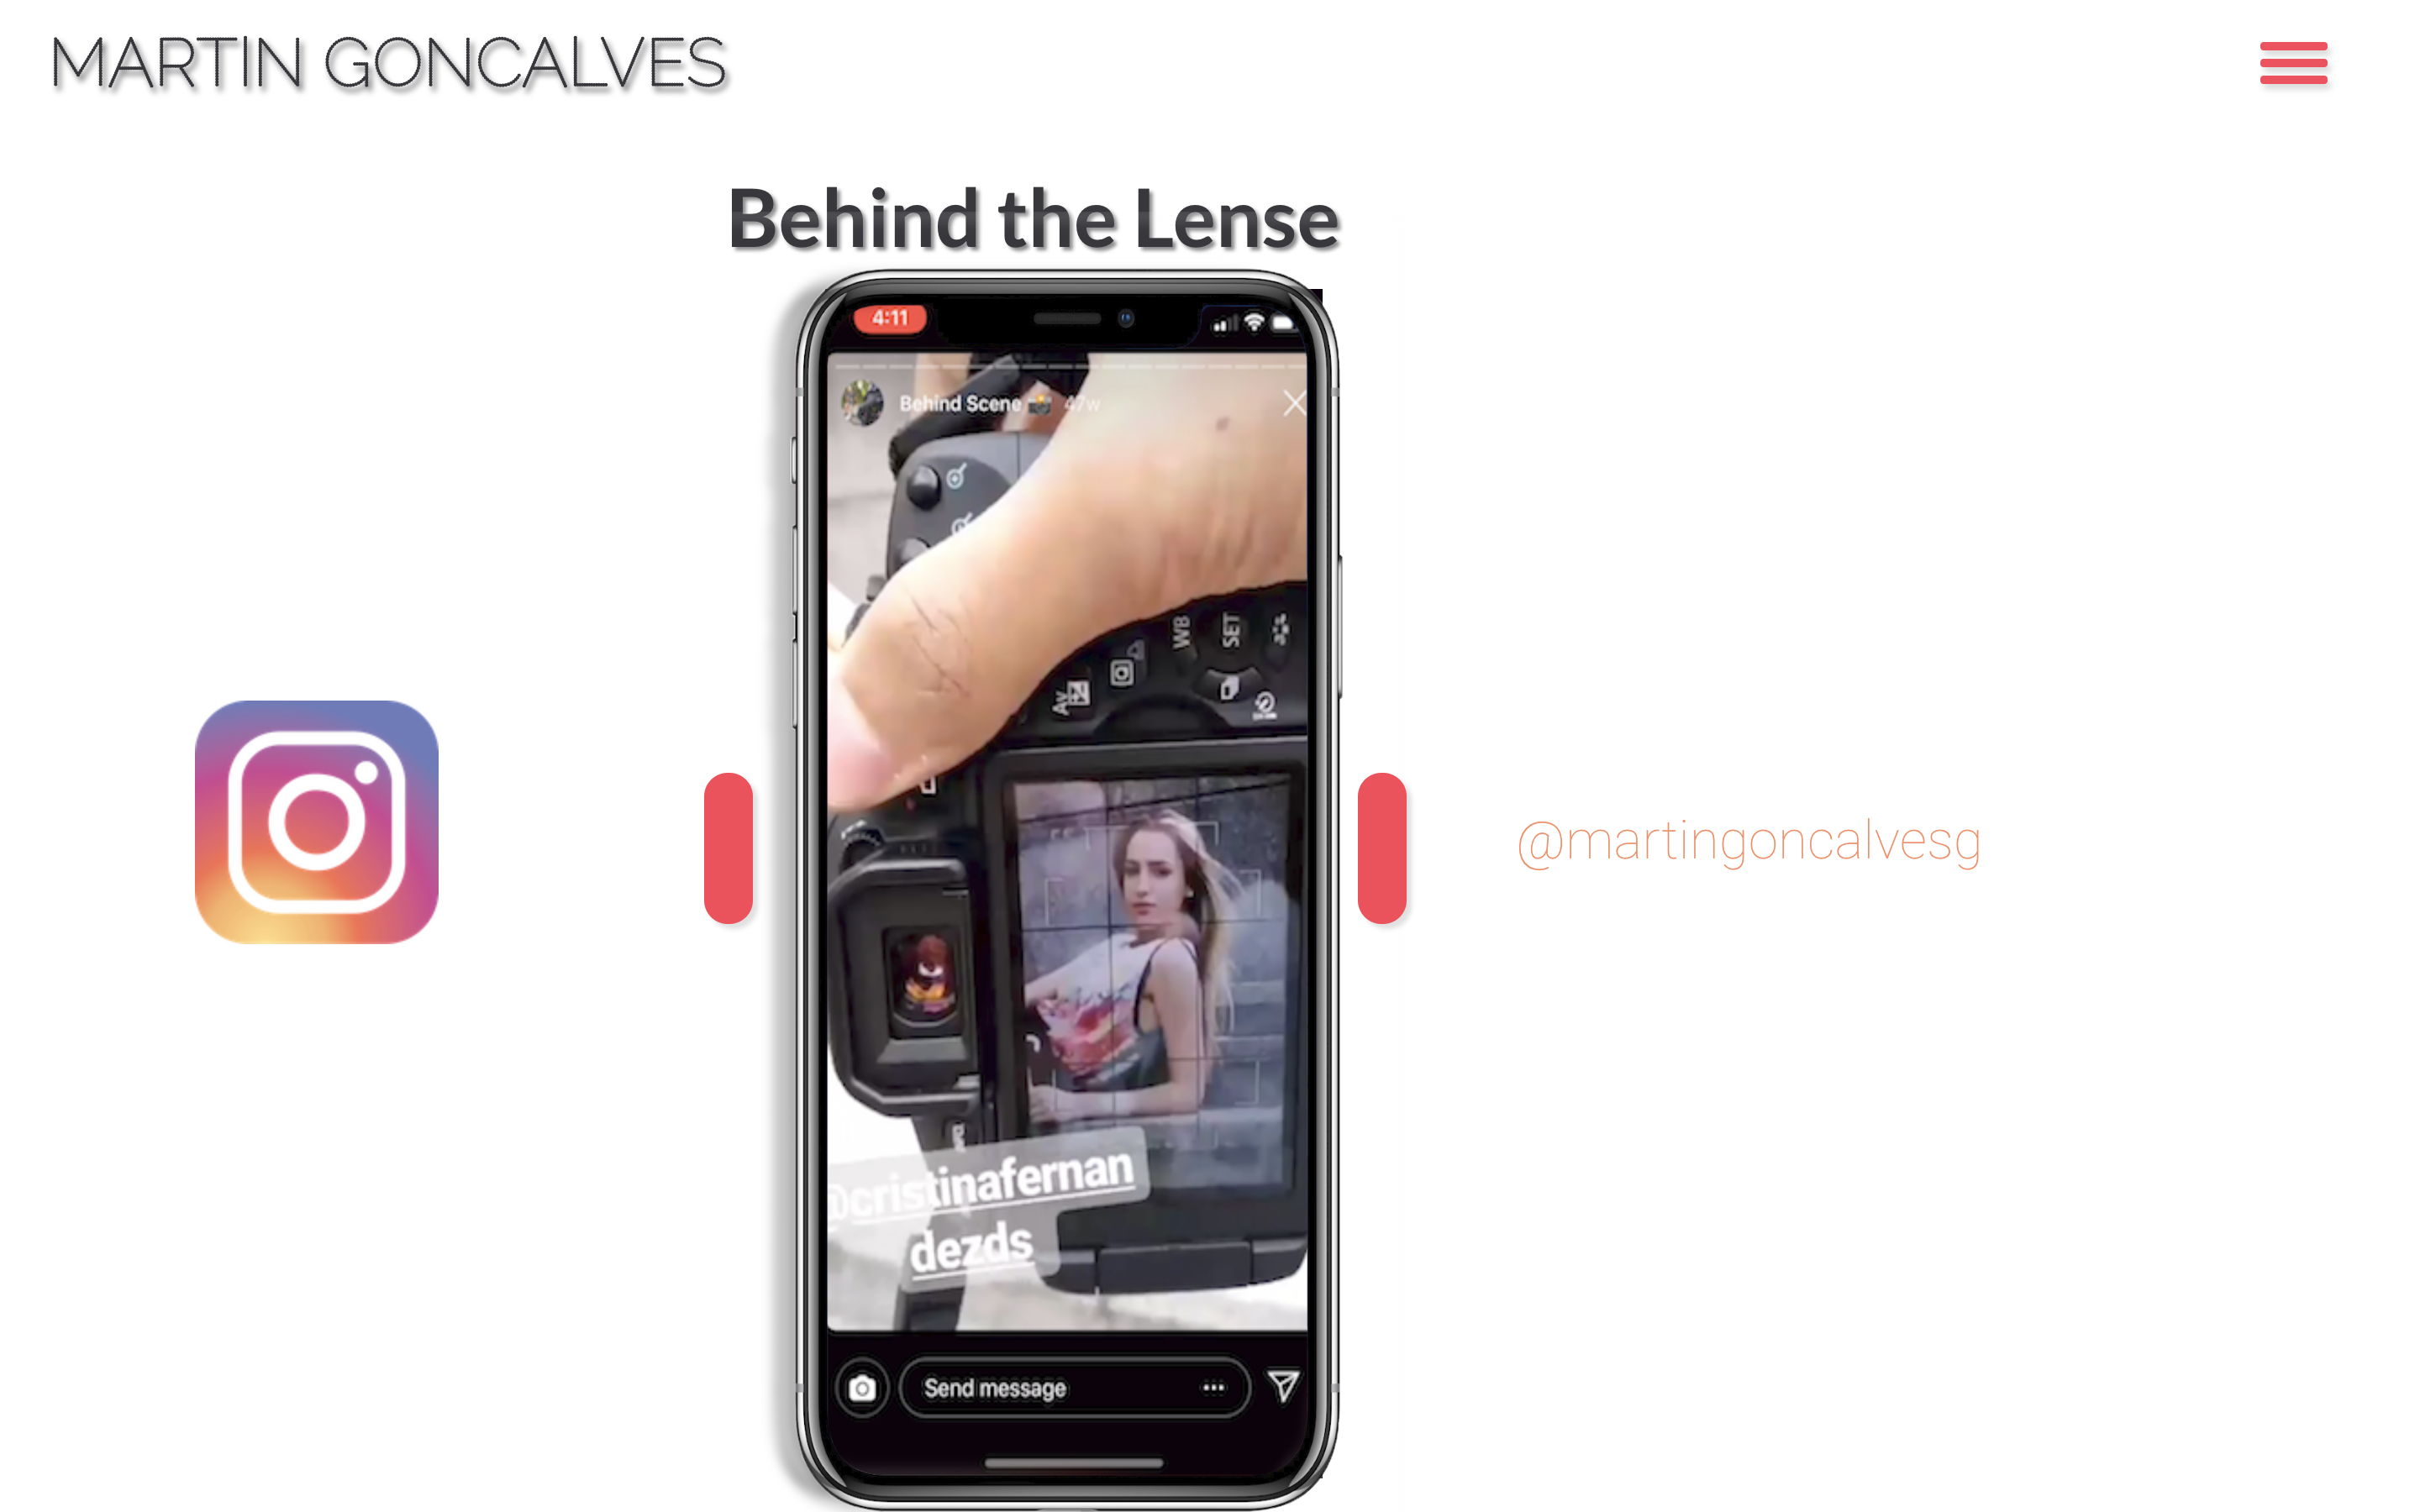 MARTIN GONCALVES
Behind the Lense
4:11
Behind Scene 📸 47w
WB
SET
Av
@cristinafernan
dezds
@martingoncalvesg
Send message